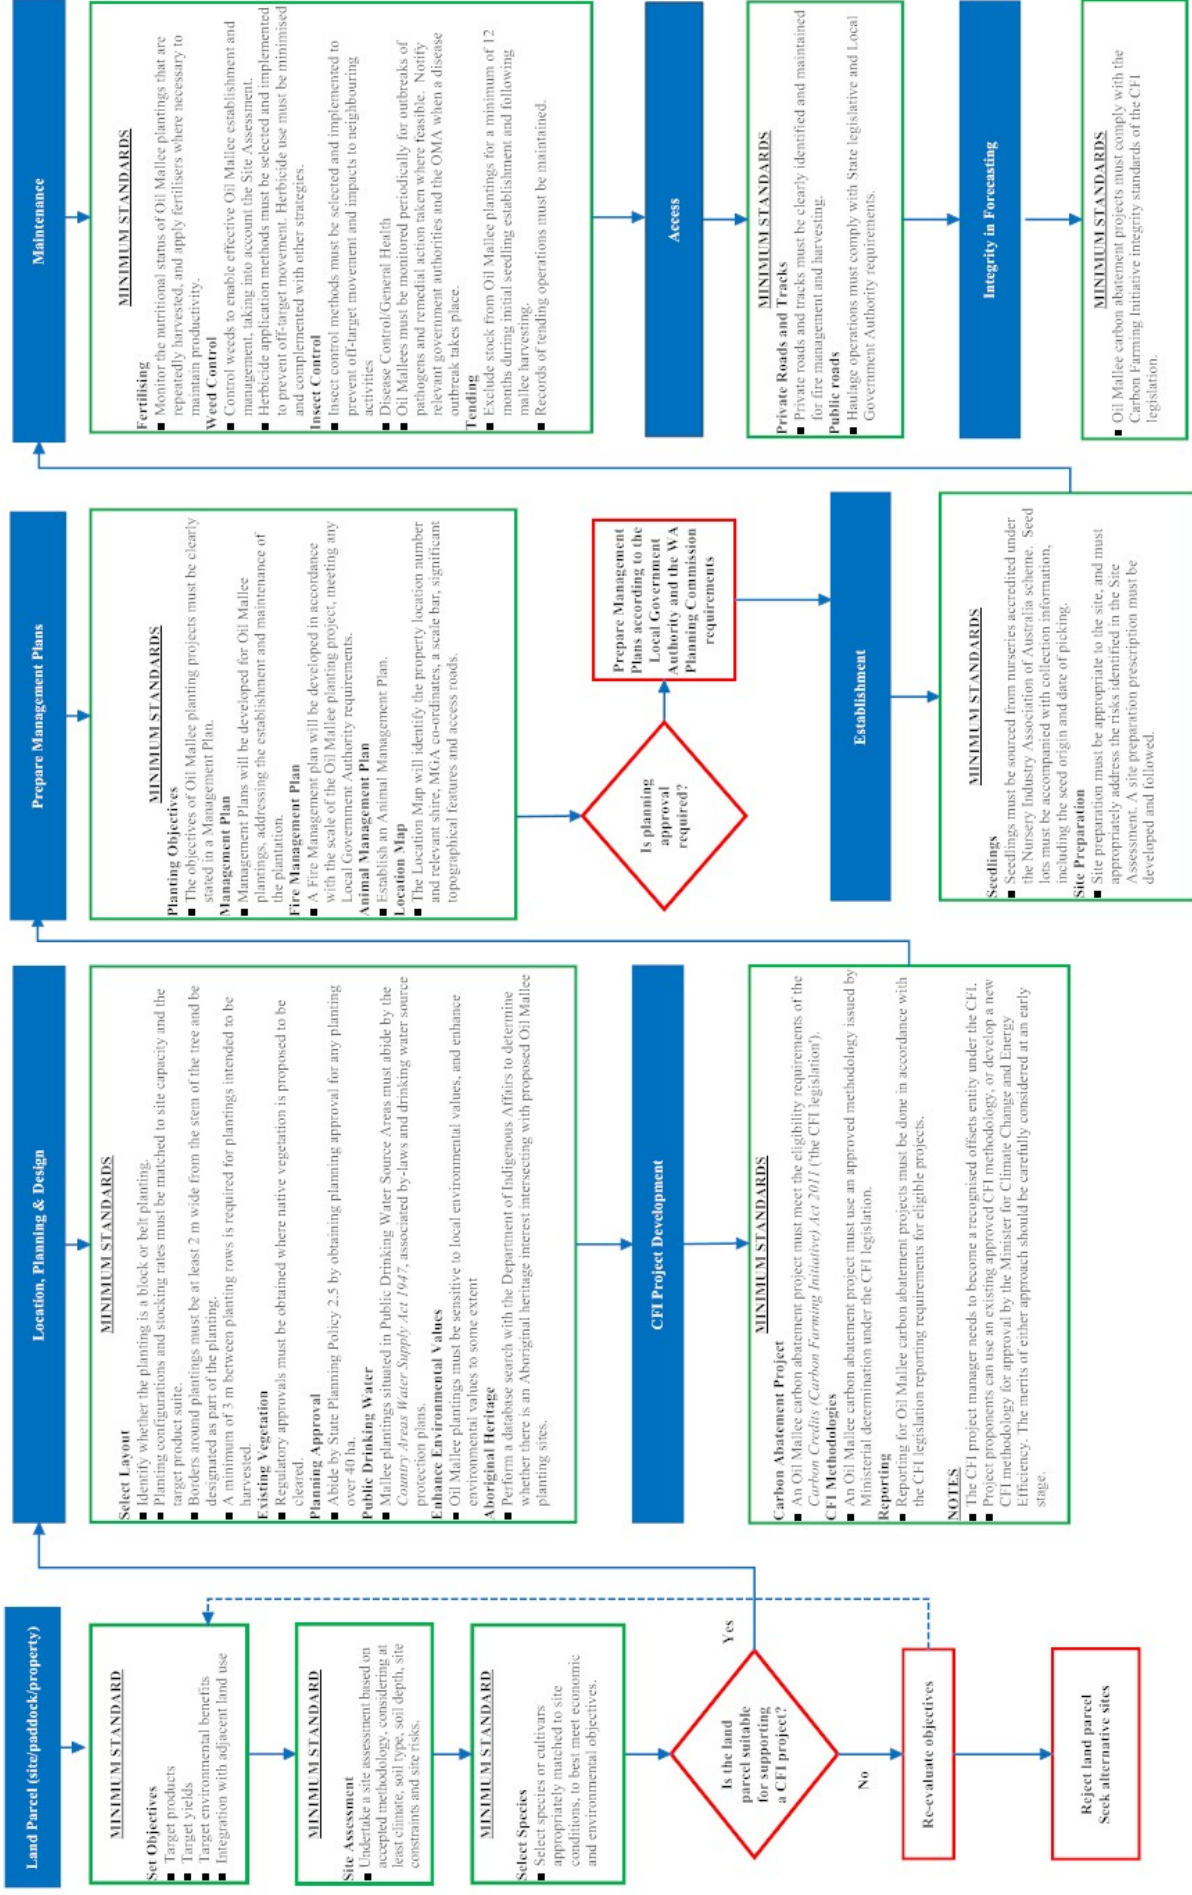 Land Parcel (site/paddock/property)
MINIMUM STANDARD
Set Objectives
■ Target products
■ Target yields
■ Target environmental benefits
■ Integration with adjacent land use
MINIMUM STANDARD
Site Assessment
■ Undertake a site assessment based on
accepted methodology, considering at
least climate, soil type, soil depth, site
constraints and site risks.
MINIMUM STANDARD
Select Species
■ Select species or cultivars
appropriately matched to site
conditions, to best meet economic
and environmental objectives.
Is the land
parcel suitable
for supporting
a CFI project?
Yes
No
Re-evaluate objectives
Reject land parcel
Seek alternative sites
Location, Planning & Design
MINIMUM STANDARDS
Select Layout
■ Identify whether the planting is a block or belt planting.
■ Planting configurations and stocking rates must be matched to site capacity and the
target product suite.
■ Borders around plantings must be at least 2 m wide from the stem of the tree and be
designated as part of the planting.
■ A minimum of 3 m between planting rows is required for plantings intended to be
harvested.
Existing Vegetation
■ Regulatory approvals must be obtained where native vegetation is proposed to be
cleared.
Planning Approval
■ Abide by State Planning Policy 2.5 by obtaining planning approval for any planting
over 40 ha.
Public Drinking Water
■ Mallee plantings situated in Public Drinking Water Source Areas must abide by the
Country Areas Water Supply Act 1947, associated by-laws and drinking water source
protection plans.
Enhance Environmental Values
■ Oil Mallee plantings must be sensitive to local environmental values, and enhance
environmental values to some extent
Aboriginal Heritage
■ Perform a database search with the Department of Indigenous Affairs to determine
whether there is an Aboriginal heritage interest intersecting with proposed Oil Mallee
planting sites.
CFI Project Development
MINIMUM STANDARDS
Carbon Abatement Project
■ An Oil Mallee carbon abatement project must meet the eligibility requirements of the
Carbon Credits (Carbon Farming Initiative) Act 2011 ('the CFI legislation').
CFI Methodologies
■ An Oil Mallee carbon abatement project must use an approved methodology issued by
Ministerial determination under the CFI legislation.
Reporting
■ Reporting for Oil Mallee carbon abatement projects must be done in accordance with
the CFI legislation reporting requirements for eligible projects.
NOTES
■ The CFI project manager needs to become a recognised offsets entity under the CFI.
■ Project proponents can use an existing approved CFI methodology, or develop a new
CFI methodology for approval by the Minister for Climate Change and Energy
Efficiency. The merits of either approach should be carefully considered at an early
stage.
Prepare Management Plans
MINIMUM STANDARDS
Planting Objectives
■ The objectives of Oil Mallee planting projects must be clearly
stated in a Management Plan.
Management Plan
■ Management Plans will be developed for Oil Mallee
plantings, addressing the establishment and maintenance of
the plantation.
Fire Management Plan
■ A Fire Management plan will be developed in accordance
with the scale of the Oil Mallee planting project, meeting any
Local Government Authority requirements.
Animal Management Plan
■ Establish an Animal Management Plan.
Location Map
■ The Location Map will identify the property location number
and relevant shire, MGA co-ordinates, a scale bar, significant
topographical features and access roads.
Is planning
approval
required?
Prepare Management
Plans according to the
Local Government
Authority and the WA
Planning Commission
requirements
Establishment
MINIMUM STANDARDS
Seedlings
■ Seedlings must be sourced from nurseries accredited under
the Nursery Industry Association of Australia scheme. Seed
lots must be accompanied with collection information,
including the seed origin and date of picking.
Site Preparation
■ Site preparation must be appropriate to the site, and must
appropriately address the risks identified in the Site
Assessment. A site preparation prescription must be
developed and followed.
Maintenance
MINIMUM STANDARDS
Fertilising
■ Monitor the nutritional status of Oil Mallee plantings that are
repeatedly harvested, and apply fertilisers where necessary to
maintain productivity.
Weed Control
■ Control weeds to enable effective Oil Mallee establishment and
management, taking into account the Site Assessment.
■ Herbicide application methods must be selected and implemented
to prevent off-target movement. Herbicide use must be minimised
and complemented with other strategies.
Insect Control
■ Insect control methods must be selected and implemented to
prevent off-target movement and impacts to neighbouring
activities
■ Disease Control/General Health
■ Oil Mallees must be monitored periodically for outbreaks of
pathogens and remedial action taken where feasible. Notify
relevant government authorities and the OMA when a disease
outbreak takes place.
Tending
■ Exclude stock from Oil Mallee plantings for a minimum of 12
months during initial seedling establishment and following
mallee harvesting.
■ Records of tending operations must be maintained.
Access
MINIMUM STANDARDS
Private Roads and Tracks
■ Private roads and tracks must be clearly identified and maintained
for fire management and harvesting.
Public roads
■ Haulage operations must comply with State legislative and Local
Government Authority requirements.
Integrity in Forecasting
MINIMUM STANDARDS
■ Oil Mallee carbon abatement projects must comply with the
Carbon Farming Initiative integrity standards of the CFI
legislation.